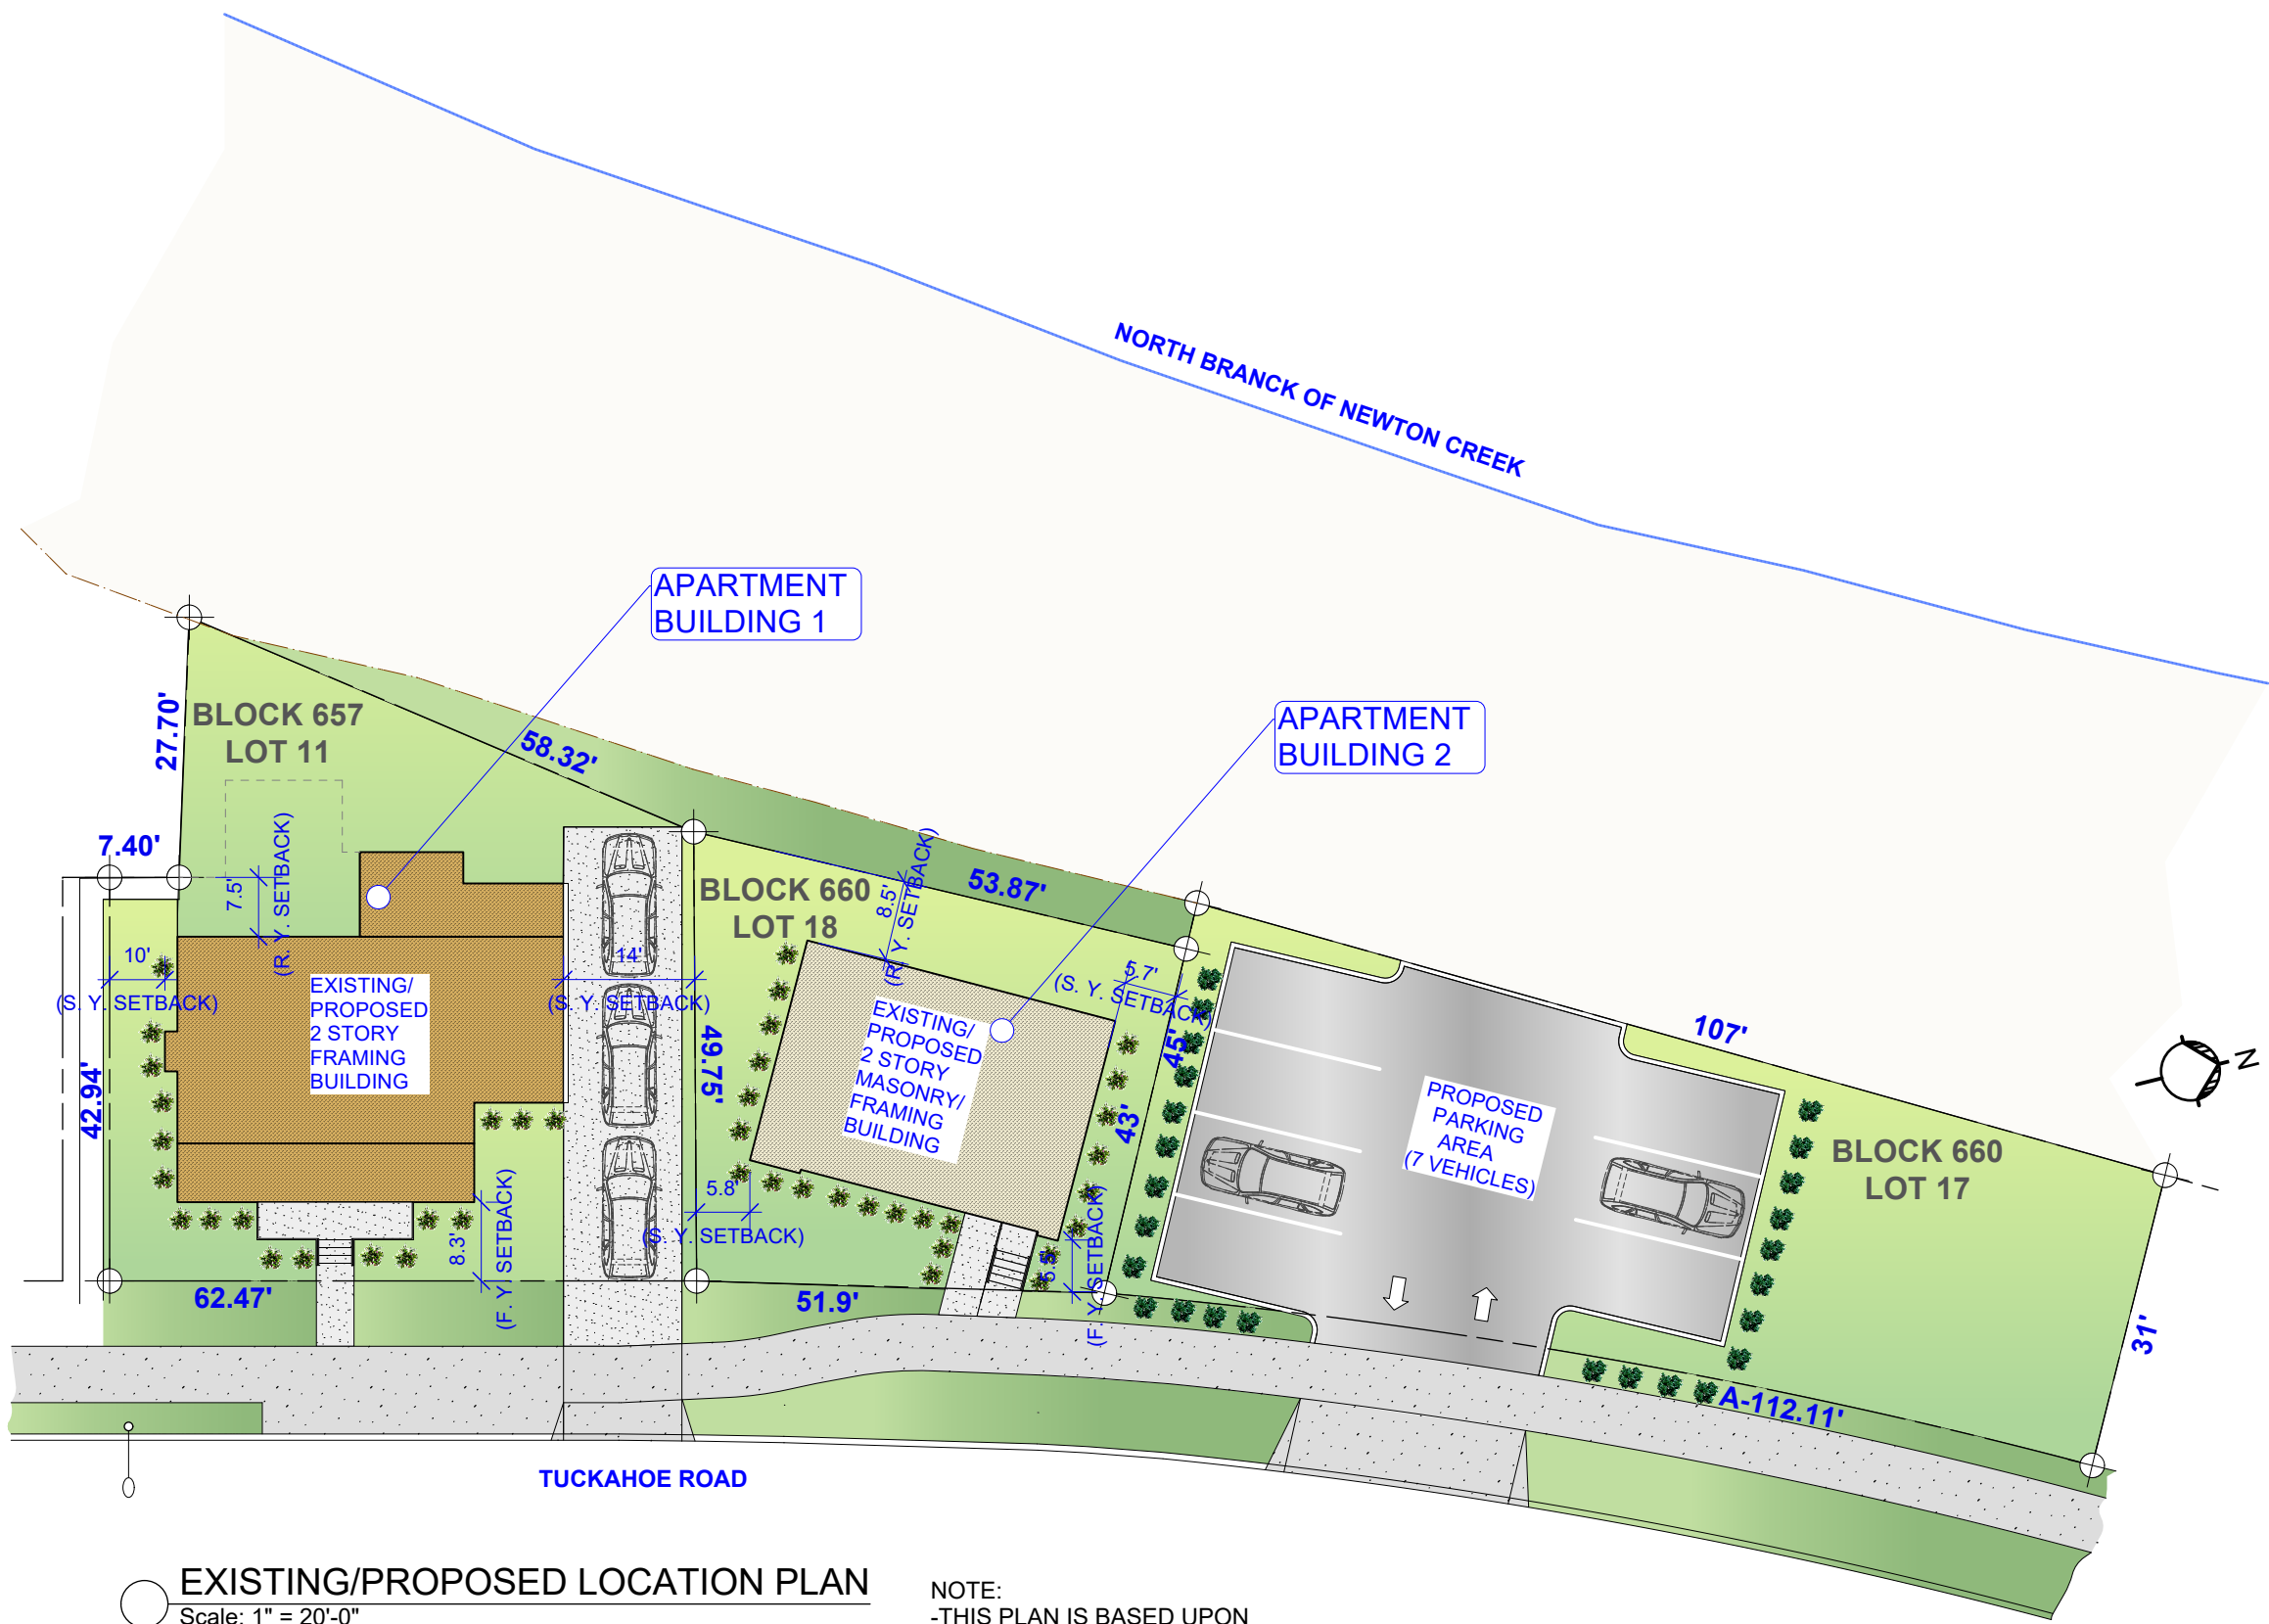 NORTH BRANCK OF NEWTON CREEK
APARTMENT
BUILDING 1
APARTMENT
BUILDING 2
27.70'
BLOCK 657
LOT 11
58.32'
7.40'
7.5'
(R. Y. SETBACK)
10'
(S. Y. SETBACK)
EXISTING/
PROPOSED
2 STORY
FRAMING
BUILDING
14'
(S. Y. SETBACK)
42.94'
8.3'
(F. Y. SETBACK)
62.47'
BLOCK 660
LOT 18
53.87'
8.5'
(R. Y. SETBACK)
5.7'
(S. Y. SETBACK)
49.75'
EXISTING/
PROPOSED
2 STORY
MASONRY/
FRAMING
BUILDING
45'
43'
5.8'
(S. Y. SETBACK)
5.5'
(F. Y. SETBACK)
51.9'
107'
PROPOSED
PARKING
AREA
(7 VEHICLES)
BLOCK 660
LOT 17
N
31'
A-112.11'
TUCKAHOE ROAD
EXISTING/PROPOSED LOCATION PLAN
Scale: 1" = 20'-0"
NOTE:
-THIS PLAN IS BASED UPON